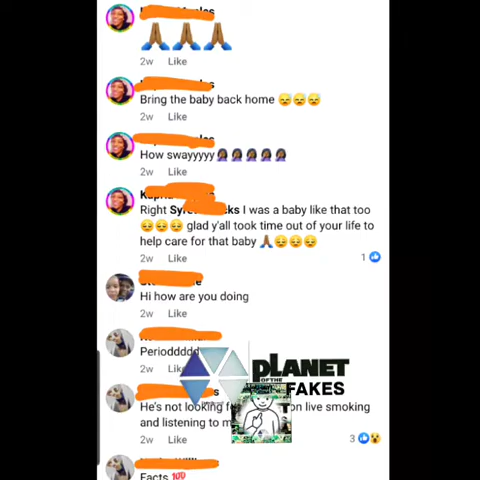 🙏🏾🙏🏾🙏🏾
2w Like
Bring the baby back home 😓😓😓
2w Like
How swayyyyy🤦🏾‍♀️🤦🏾‍♀️🤦🏾‍♀️🤦🏾‍♀️🤦🏾‍♀️
2w Like
Right I was a baby like that too
😔😔😔 glad y'all took time out of your life to
help care for that baby 🙏🏾😔😔😔
2w Like 1
Hi how are you doing
2w Like
Perioddddd
2w
PLANET
OF THE
FAKES
He's not looking on live smoking
and listening to
2w Like 3
Facts 💯